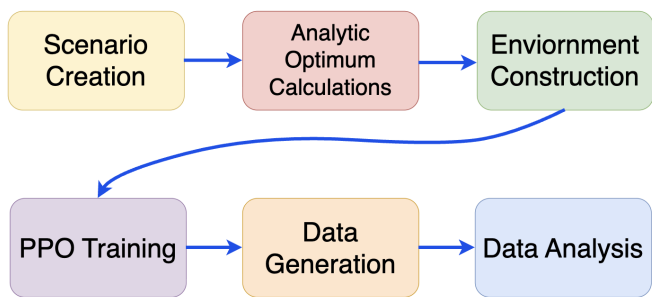 Scenario
Creation
Analytic
Optimum
Calculations
Enviornment
Construction
PPO Training
Data
Generation
Data Analysis